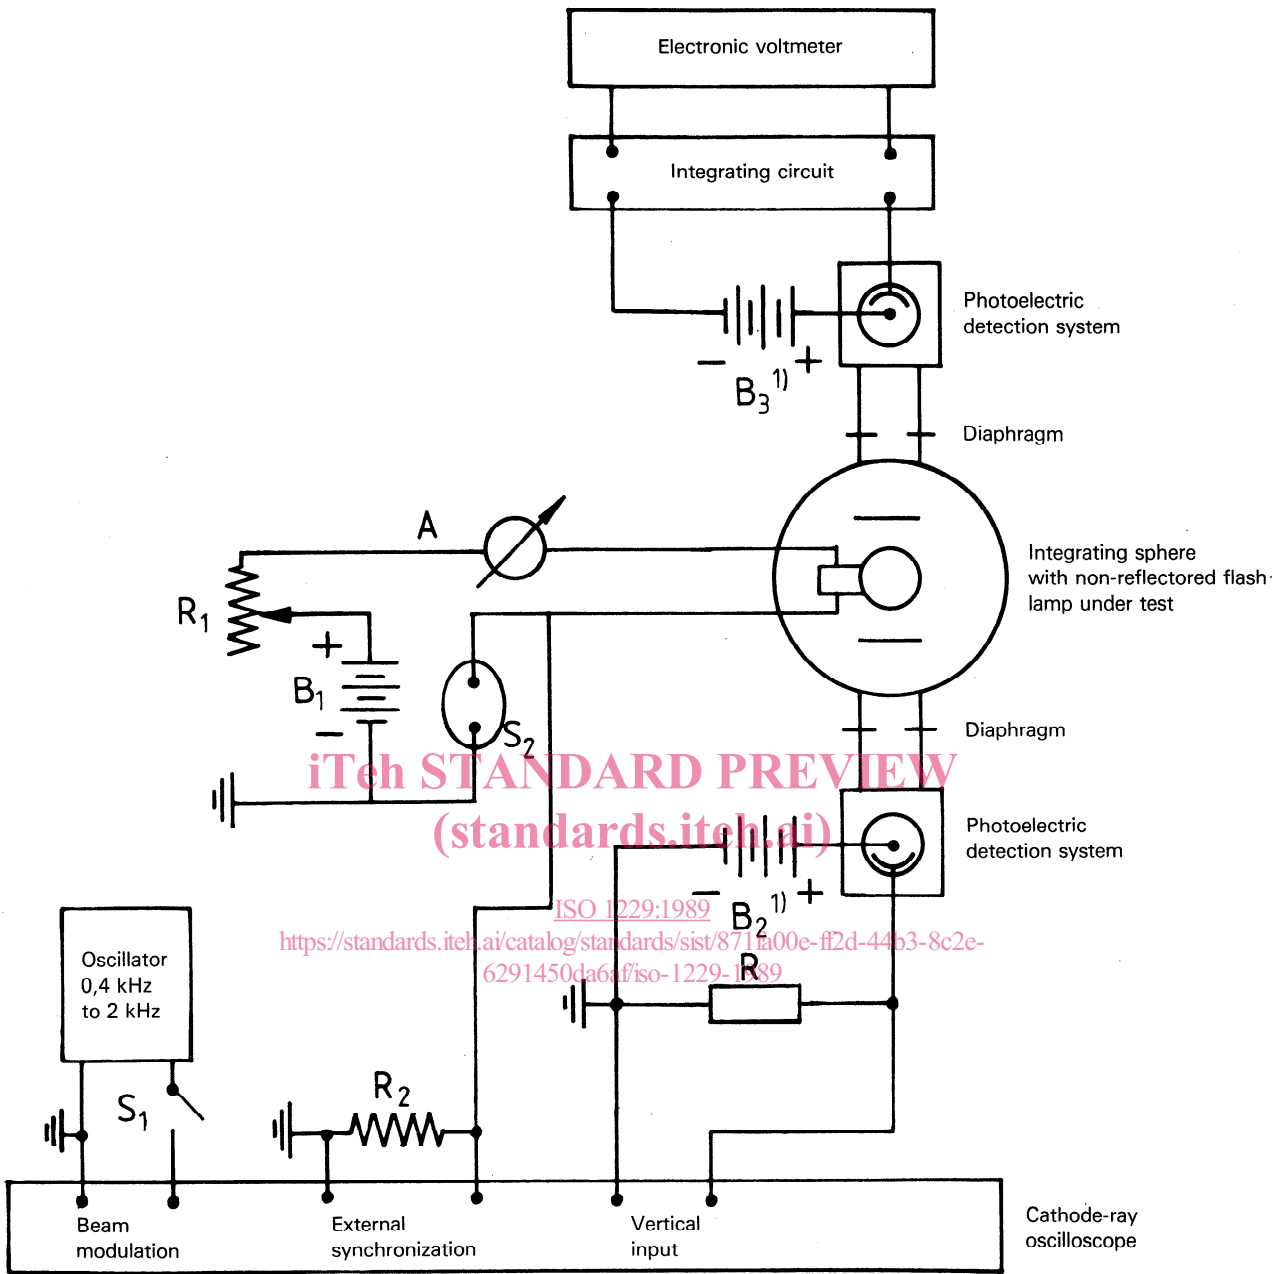 Electronic voltmeter
Integrating circuit
Photoelectric
detection system
− +
B3 1)
Diaphragm
A
Integrating sphere
with non-reflectored flash-
lamp under test
R1
+
B1
−
S2
Diaphragm
iTeh STANDARD PREVIEW
(standards.iteh.ai)
Photoelectric
detection system
− +
B2 1)
ISO 1229:1989
https://standards.iteh.ai/catalog/standards/sist/871fa00e-ff2d-44b3-8c2e-
6291450da6af/iso-1229-1989
R
Oscillator
0,4 kHz
to 2 kHz
S1
R2
Beam
modulation
External
synchronization
Vertical
input
Cathode-ray
oscilloscope